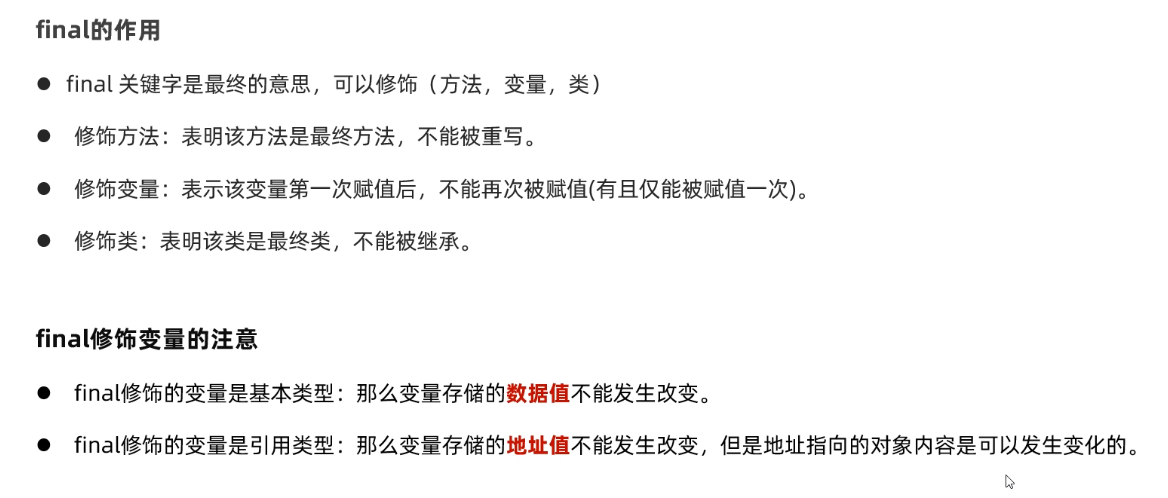 final的作用
● final 关键字是最终的意思，可以修饰（方法，变量，类）
● 修饰方法：表明该方法是最终方法，不能被重写。
● 修饰变量：表示该变量第一次赋值后，不能再次被赋值(有且仅能被赋值一次)。
● 修饰类：表明该类是最终类，不能被继承。
final修饰变量的注意
● final修饰的变量是基本类型：那么变量存储的数据值不能发生改变。
● final修饰的变量是引用类型：那么变量存储的地址值不能发生改变，但是地址指向的对象内容是可以发生变化的。